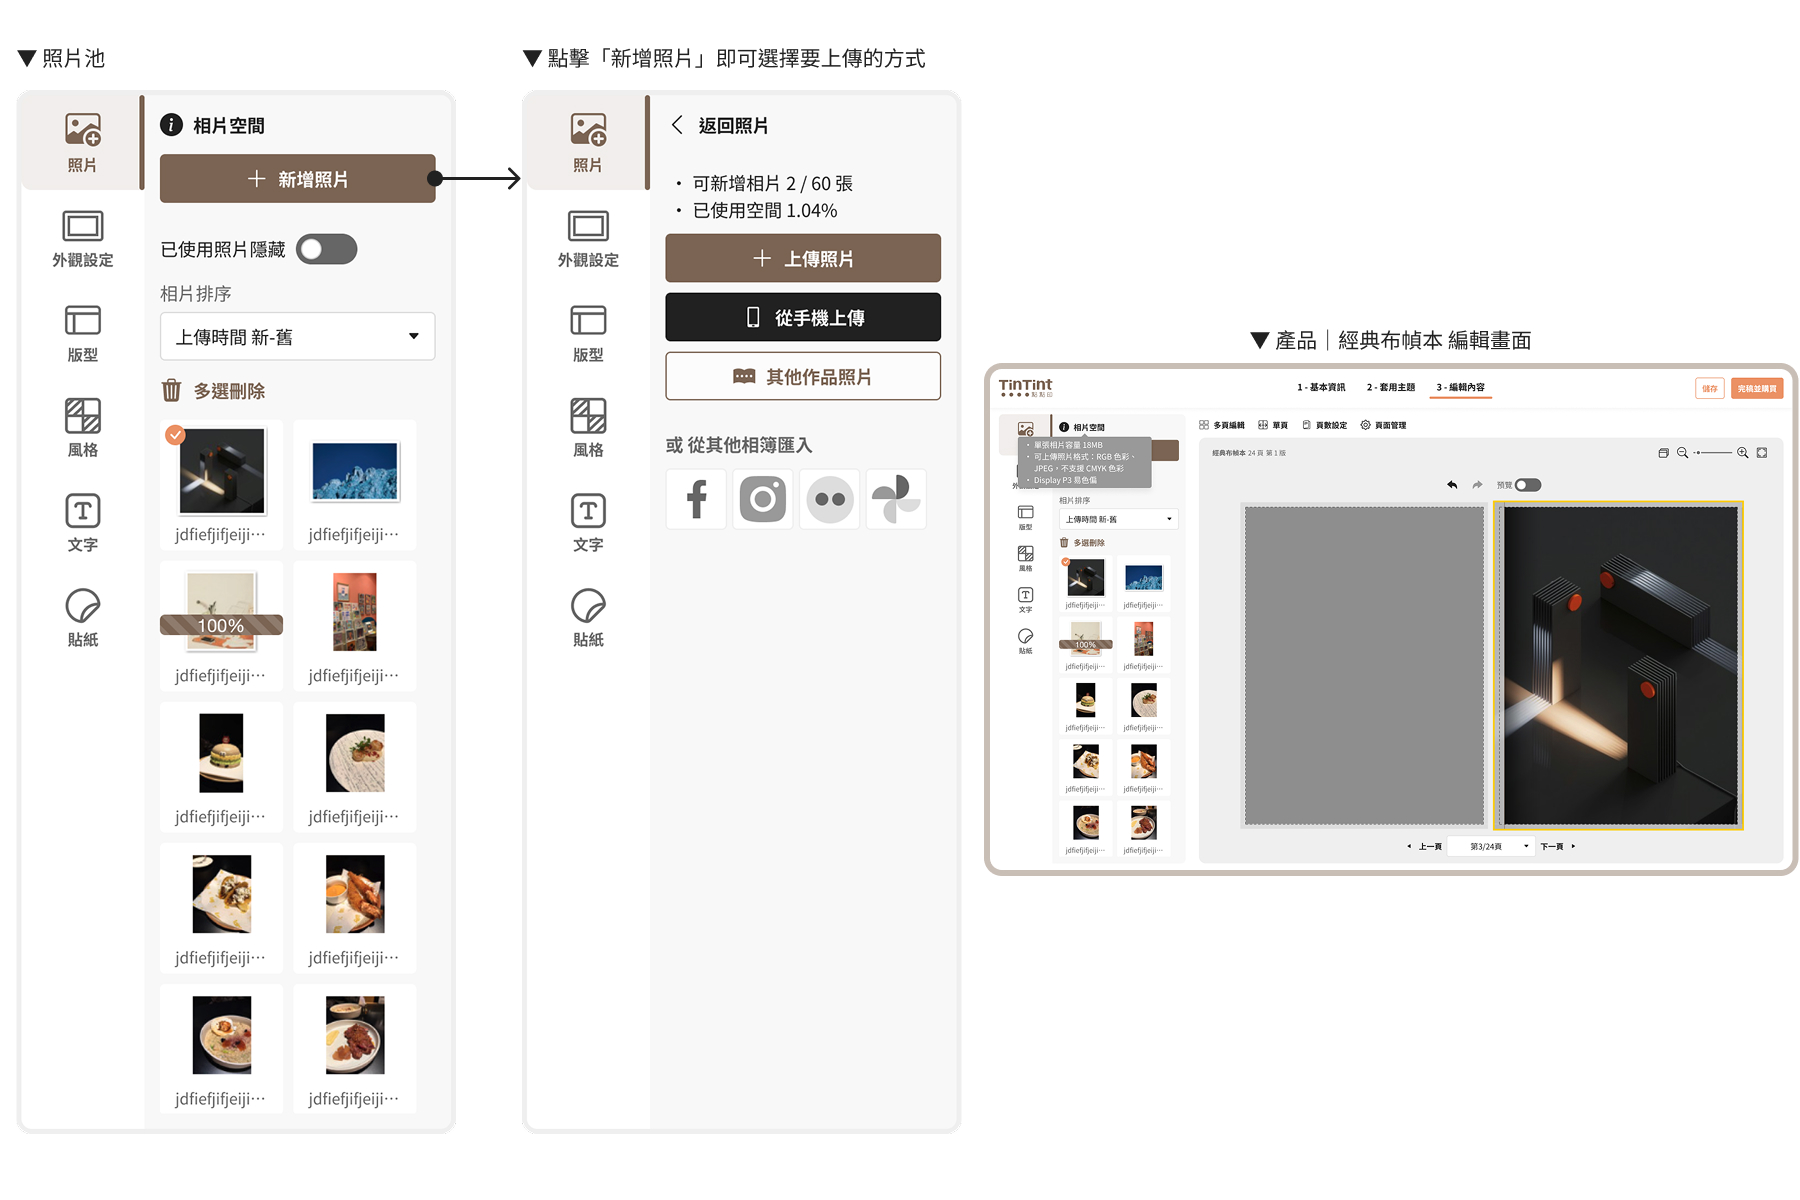 ▼ 照片池
照片
外觀設定
版型
風格
文字
貼紙
相片空間
新增照片
已使用照片隱藏
相片排序
上傳時間 新-舊
多選刪除
jdfiefjifjeiji…
jdfiefjifjeiji…
100%
jdfiefjifjeiji…
jdfiefjifjeiji…
jdfiefjifjeiji…
jdfiefjifjeiji…
jdfiefjifjeiji…
jdfiefjifjeiji…
jdfiefjifjeiji…
jdfiefjifjeiji…
▼ 點擊「新增照片」即可選擇要上傳的方式
照片
外觀設定
版型
風格
文字
貼紙
返回照片
・ 可新增相片 2 / 60 張
・ 已使用空間 1.04%
上傳照片
從手機上傳
其他作品照片
或 從其他相簿匯入
▼ 產品｜經典布幀本 編輯畫面
TinTint
點點印
1 - 基本資訊
2 - 套用主題
3 - 編輯內容
儲存
完稿並購買
相片空間
・ 單張相片容量 18MB
・ 可上傳照片格式：RGB 色彩、
JPEG，不支援 CMYK 色彩
・ Display P3 易色偏
版型
風格
文字
貼紙
相片排序
上傳時間 新-舊
多選刪除
jdfiefjifjeiji…
jdfiefjifjeiji…
100%
jdfiefjifjeiji…
jdfiefjifjeiji…
jdfiefjifjeiji…
jdfiefjifjeiji…
jdfiefjifjeiji…
jdfiefjifjeiji…
jdfiefjifjeiji…
jdfiefjifjeiji…
多頁編輯
單頁
頁數設定
頁面管理
經典布幀本 24 頁 第 1 版
預覽
上一頁
第3/24頁
下一頁